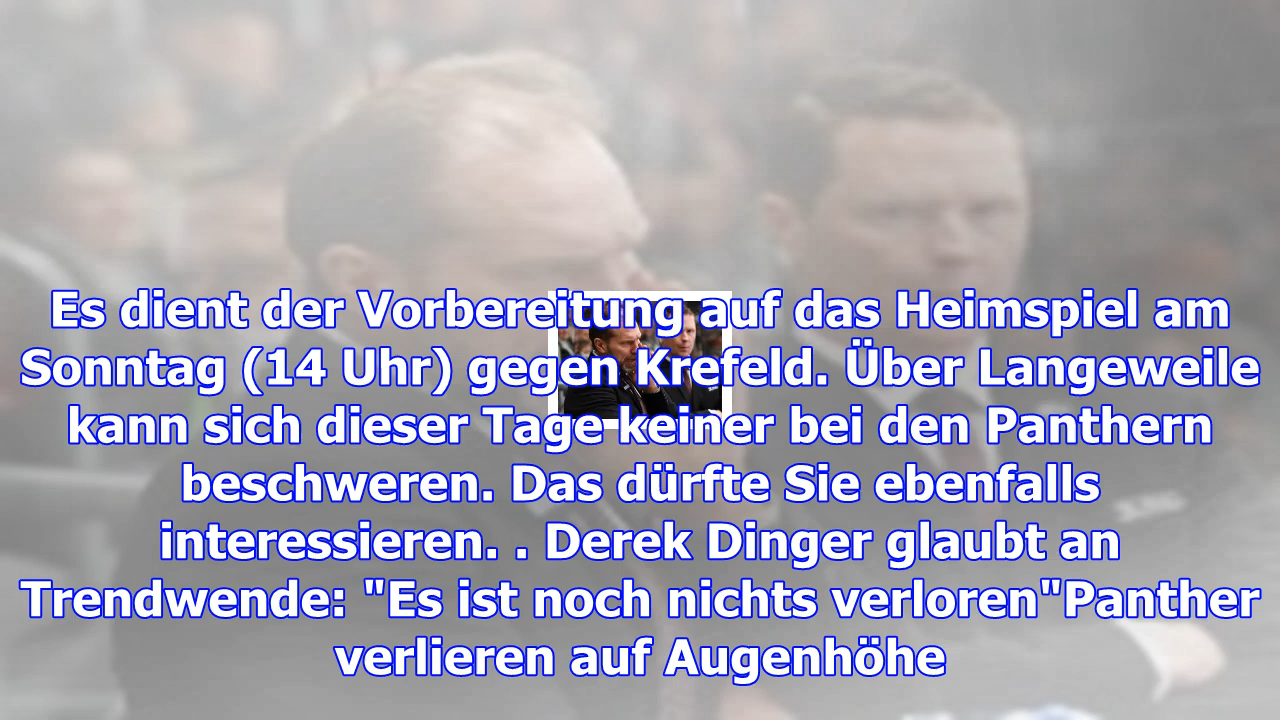 Es dient der Vorbereitung auf das Heimspiel am
Sonntag (14 Uhr) gegen Krefeld. Über Langeweile
kann sich dieser Tage keiner bei den Panthern
beschweren. Das dürfte Sie ebenfalls
interessieren. . Derek Dinger glaubt an
Trendwende: "Es ist noch nichts verloren"Panther
verlieren auf Augenhöhe